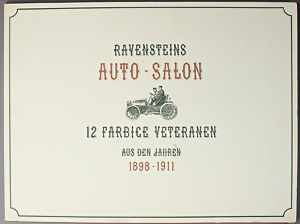 RAVENSTEINS
AUTO-SALON
12 FARBIGE VETERANEN
AUS DEN JAHREN
1898-1911